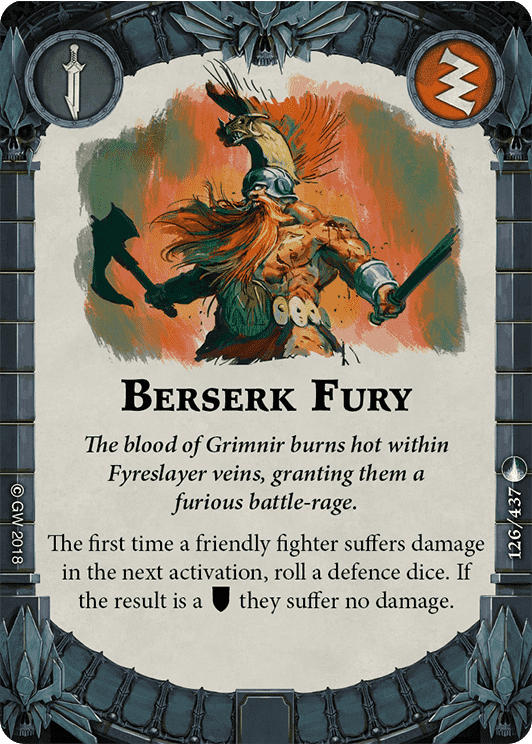 BERSERK FURY
The blood of Grimnir burns hot within
Fyreslayer veins, granting them a
furious battle-rage.
The first time a friendly fighter suffers damage
in the next activation, roll a defence dice. If
the result is a they suffer no damage.
© GW 2018
126/437